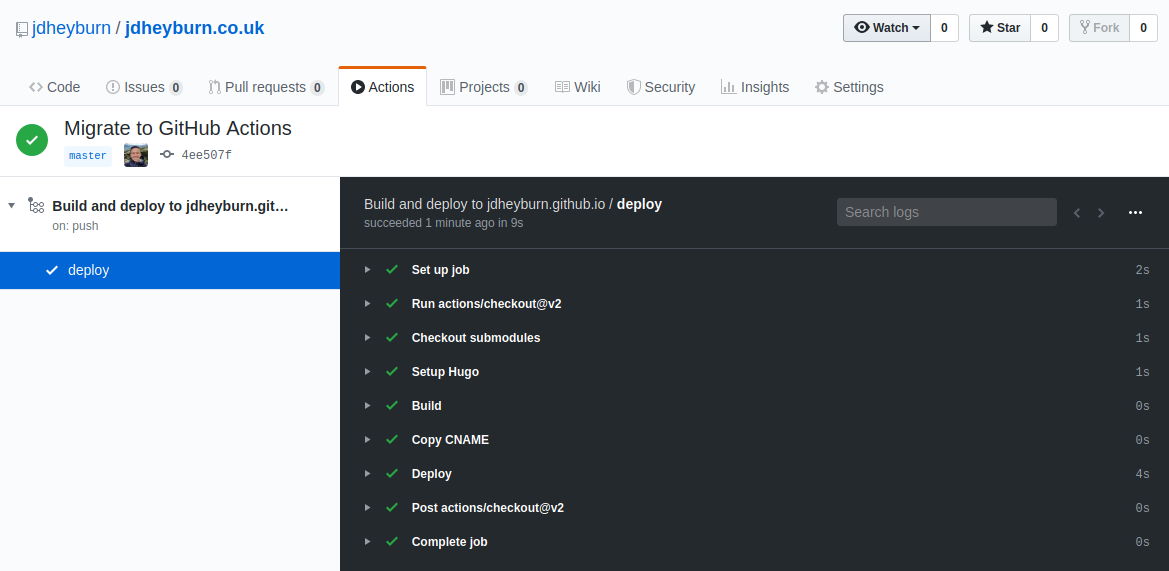 jdheyburn / jdheyburn.co.uk
Watch 0 Star 0 Fork 0
Code Issues 0 Pull requests 0 Actions Projects 0 Wiki Security Insights Settings
Migrate to GitHub Actions
master 4ee507f
Build and deploy to jdheyburn.git…
on: push
deploy
Build and deploy to jdheyburn.github.io / deploy
succeeded 1 minute ago in 9s
Search logs
Set up job 2s
Run actions/checkout@v2 1s
Checkout submodules 1s
Setup Hugo 1s
Build 0s
Copy CNAME 0s
Deploy 4s
Post actions/checkout@v2 0s
Complete job 0s